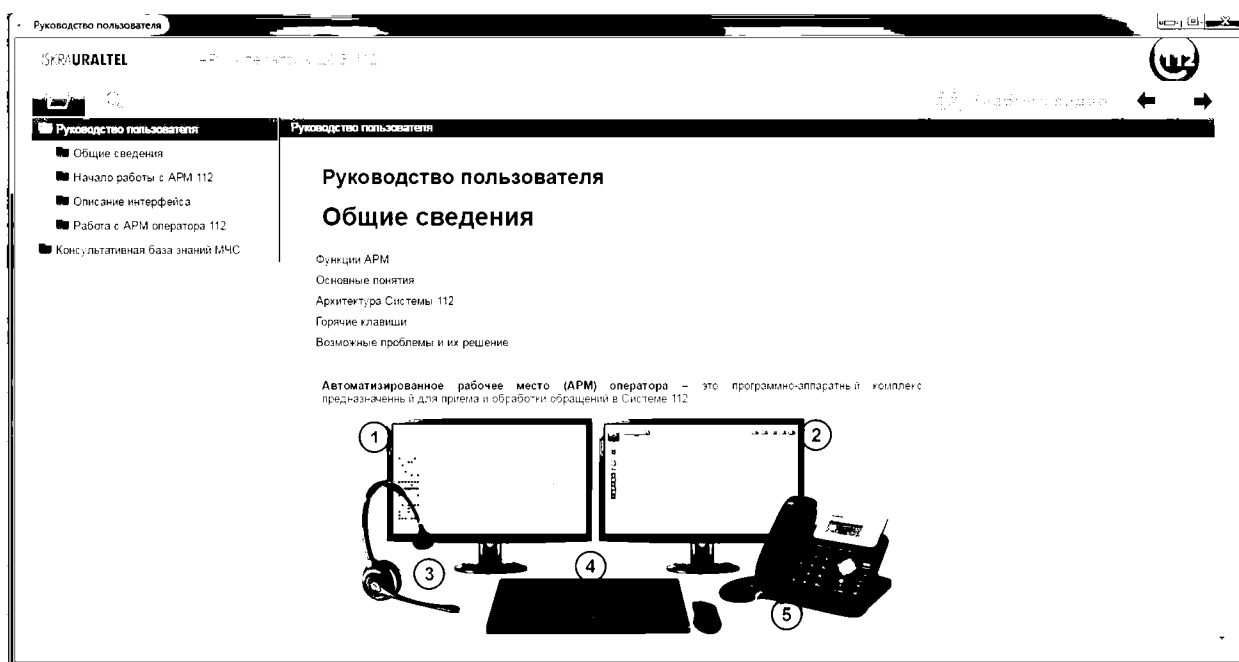 Руководство пользователя
ISKRAURALTEL
112
Руководство пользователя
Руководство пользователя
Общие сведения
Начало работы с АРМ 112
Описание интерфейса
Работа с АРМ оператора 112
Консультативная база знаний МЧС
Руководство пользователя
Общие сведения
Функции АРМ
Основные понятия
Архитектура Системы 112
Горячие клавиши
Возможные проблемы и их решение
Автоматизированное рабочее место (АРМ) оператора – это программно-аппаратный комплекс
предназначенный для приема и обработки обращений в Системе 112
1
2
3
4
5